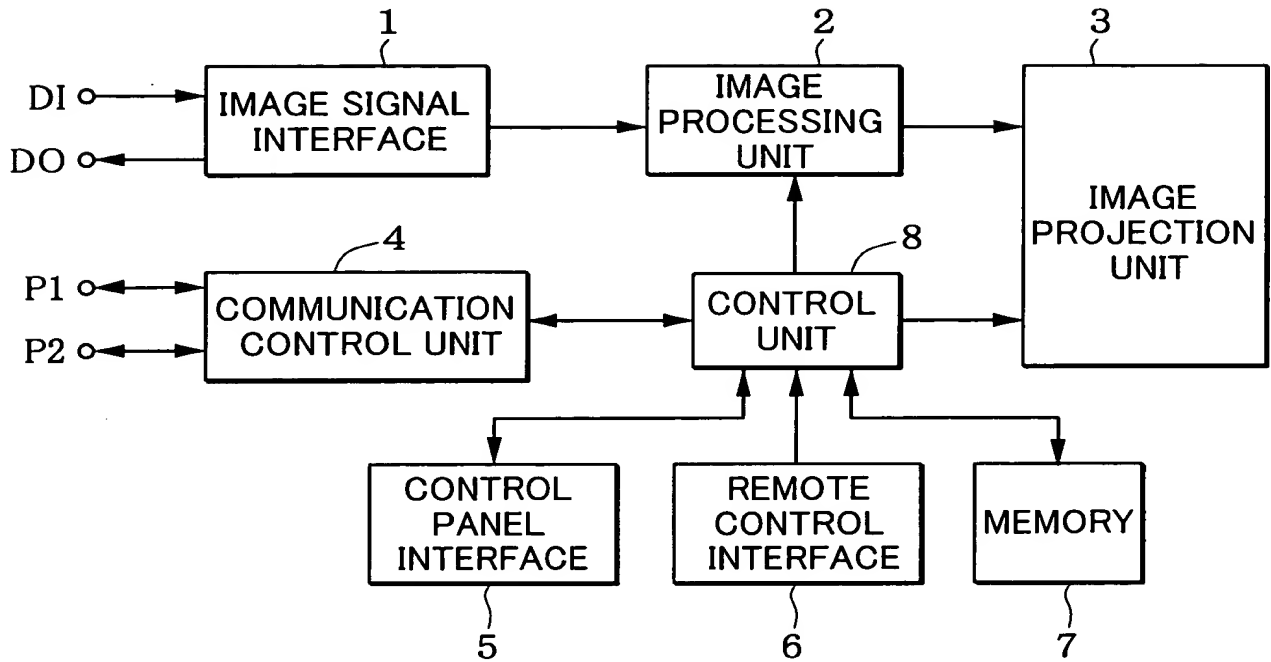 1
2
3
DI
DO
IMAGE SIGNAL
INTERFACE
IMAGE
PROCESSING
UNIT
IMAGE
PROJECTION
UNIT
4
8
P1
P2
COMMUNICATION
CONTROL UNIT
CONTROL
UNIT
CONTROL
PANEL
INTERFACE
REMOTE
CONTROL
INTERFACE
MEMORY
5
6
7